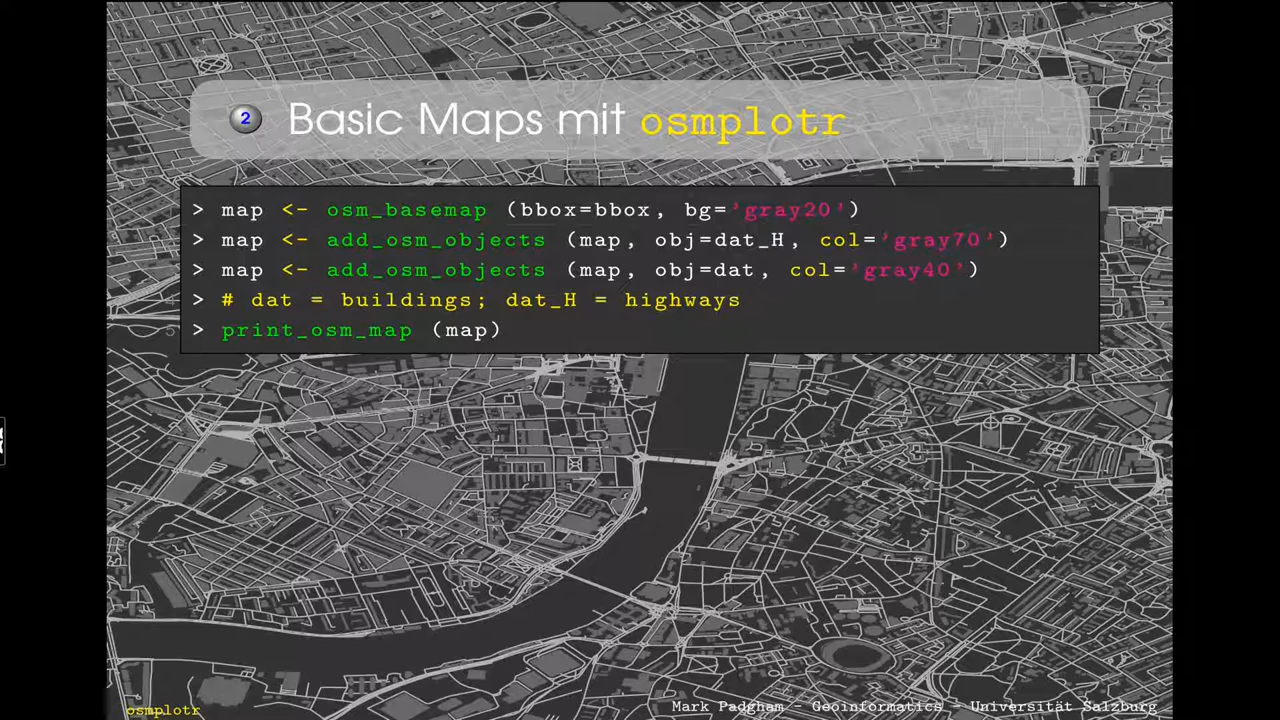 2 Basic Maps mit osmplotr
> map <- osm_basemap (bbox=bbox, bg='gray20')
> map <- add_osm_objects (map, obj=dat_H, col='gray70')
> map <- add_osm_objects (map, obj=dat, col='gray40')
> # dat = buildings; dat_H = highways
> print_osm_map (map)
osmplotr
Mark Padgham – Geoinformatics – Universität Salzburg